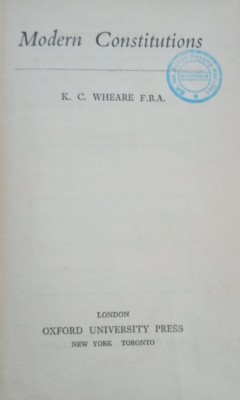 Modern Constitutions
K. C. WHEARE F.B.A.
LONDON
OXFORD UNIVERSITY PRESS
NEW YORK TORONTO